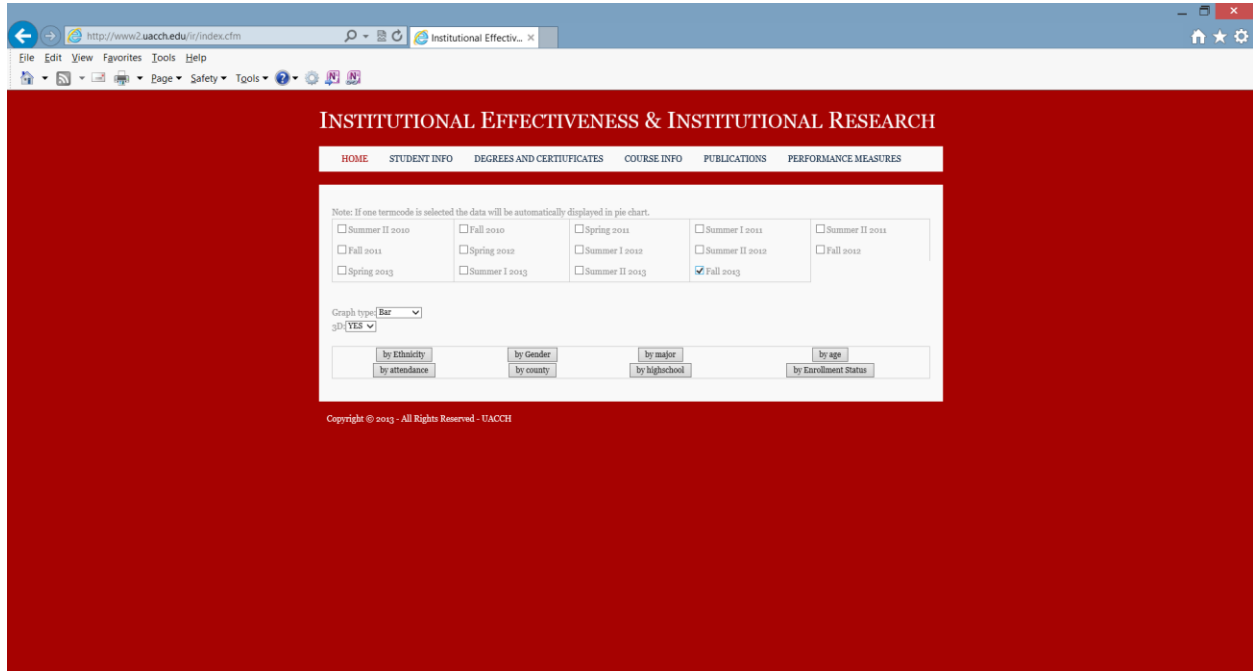 http://www2.uacch.edu/ir/index.cfm
Institutional Effectiv...
File Edit View Favorites Tools Help
Page Safety Tools
INSTITUTIONAL EFFECTIVENESS & INSTITUTIONAL RESEARCH
HOME STUDENT INFO DEGREES AND CERTIUFICATES COURSE INFO PUBLICATIONS PERFORMANCE MEASURES
Note: If one termcode is selected the data will be automatically displayed in pie chart.
Summer II 2010 Fall 2010 Spring 2011 Summer I 2011 Summer II 2011
Fall 2011 Spring 2012 Summer I 2012 Summer II 2012 Fall 2012
Spring 2013 Summer I 2013 Summer II 2013 Fall 2013
Graph type: Bar
3D: YES
by Ethnicity by Gender by major by age
by attendance by county by highschool by Enrollment Status
Copyright © 2013 - All Rights Reserved - UACCH